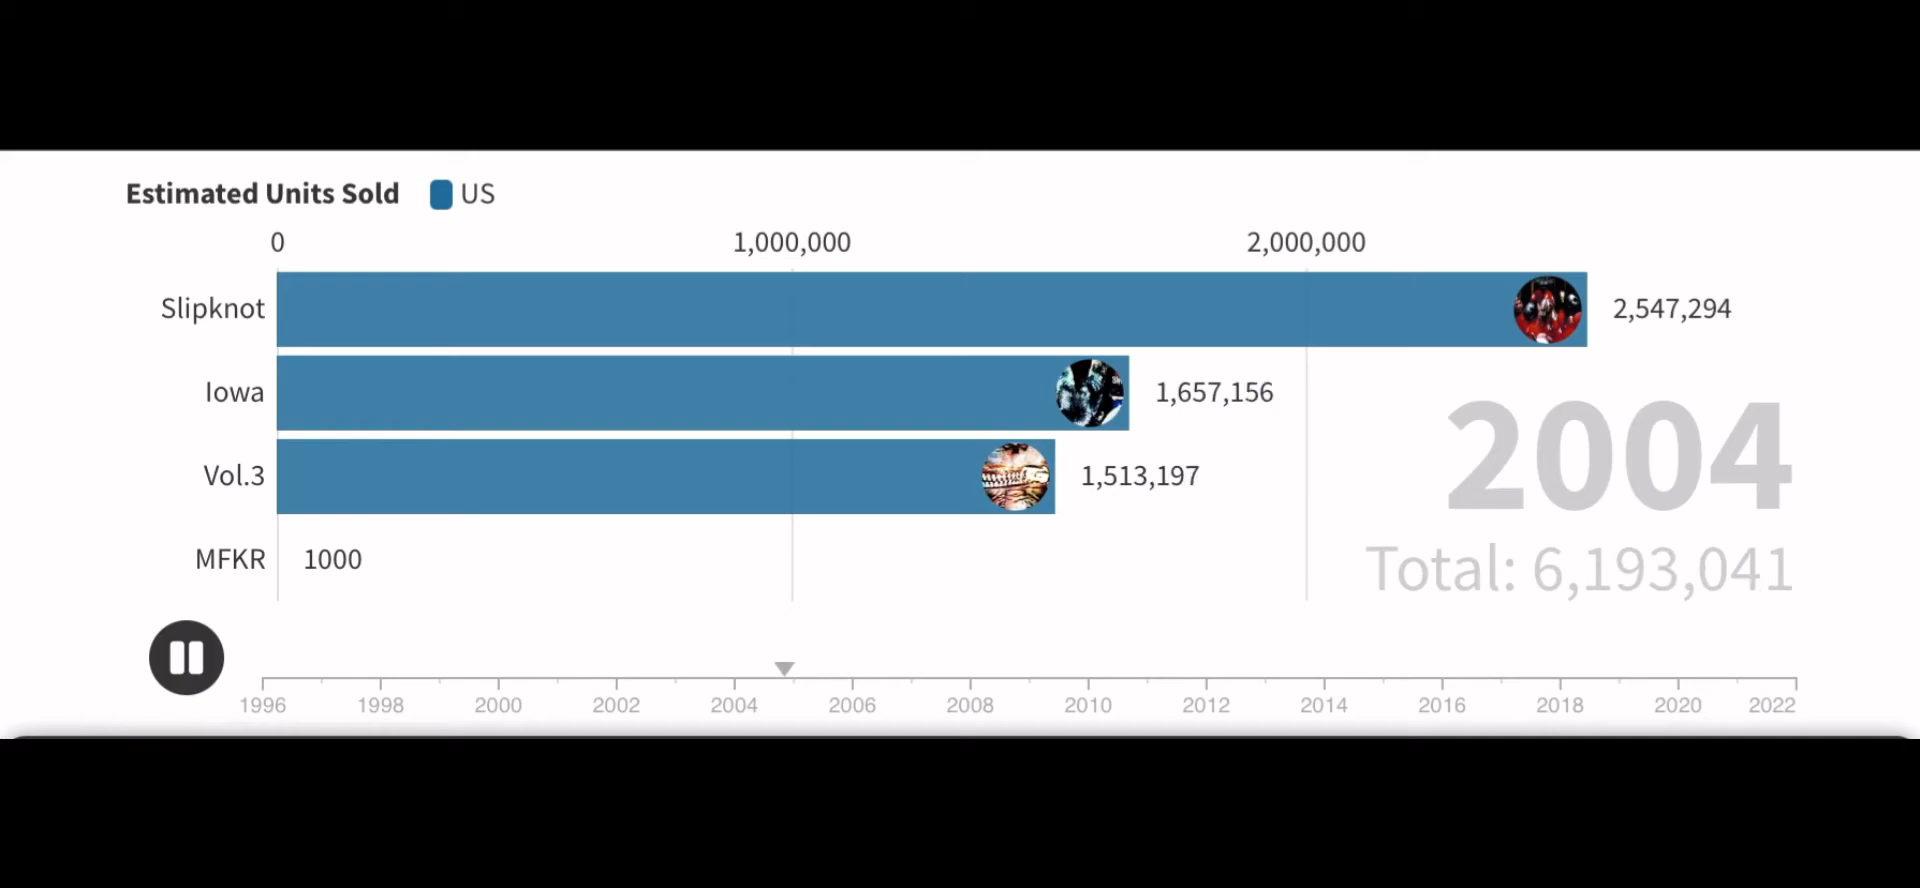 Estimated Units Sold US
0 1,000,000 2,000,000
Slipknot 2,547,294
Iowa 1,657,156
Vol.3 1,513,197
2004
MFKR 1000
Total: 6,193,041
1996 1998 2000 2002 2004 2006 2008 2010 2012 2014 2016 2018 2020 2022